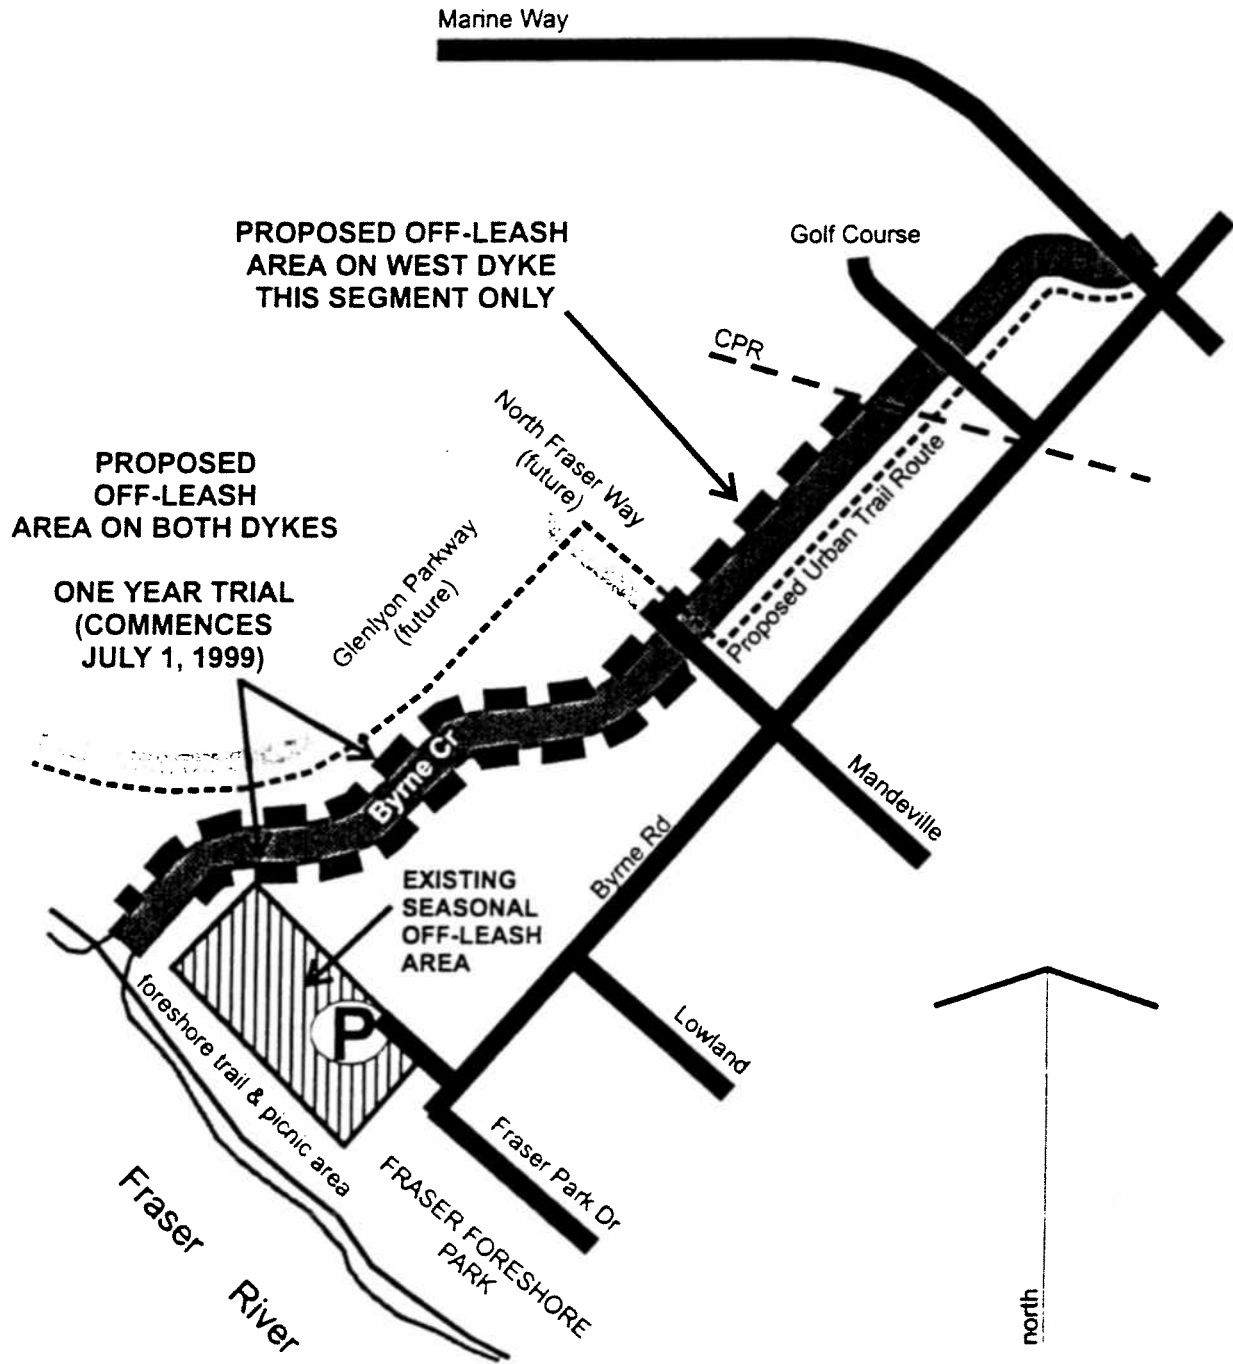 Marine Way
PROPOSED OFF-LEASH
AREA ON WEST DYKE
THIS SEGMENT ONLY
Golf Course
CPR
North Fraser Way
(future)
PROPOSED
OFF-LEASH
AREA ON BOTH DYKES
ONE YEAR TRIAL
(COMMENCES
JULY 1, 1999)
Glenlyon Parkway
(future)
Proposed Urban Trail Route
Byrne Cr
Mandeville
Byrne Rd
EXISTING
SEASONAL
OFF-LEASH
AREA
P
Lowland
foreshore trail & picnic area
Fraser Park Dr
FRASER FORESHORE
PARK
Fraser River
north